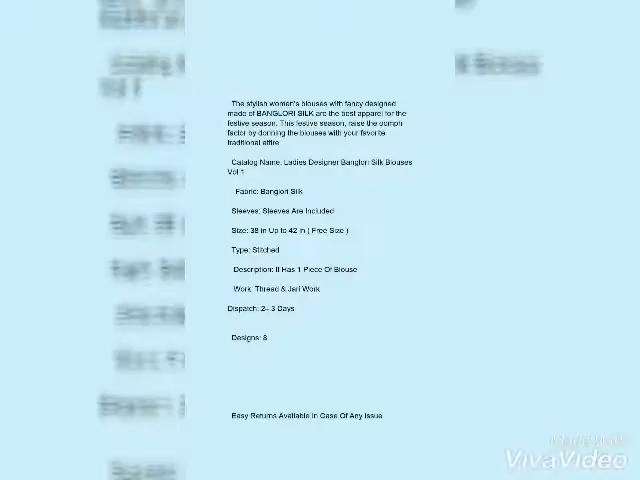 The stylish women's blouses with fancy designed
made of BANGLORI SILK are the best apparel for the
festive season. This festive season, raise the oomph
factor by donning the blouses with your favorite
traditional attire
Catalog Name: Ladies Designer Banglori Silk Blouses
Vol 1
Fabric: Banglori Silk
Sleeves: Sleeves Are Included
Size: 38 in Up to 42 in ( Free Size )
Type: Stitched
Description: It Has 1 Piece Of Blouse
Work: Thread & Jari Work
Dispatch: 2– 3 Days
Designs: 8
Easy Returns Available In Case Of Any Issue
VivaVideo